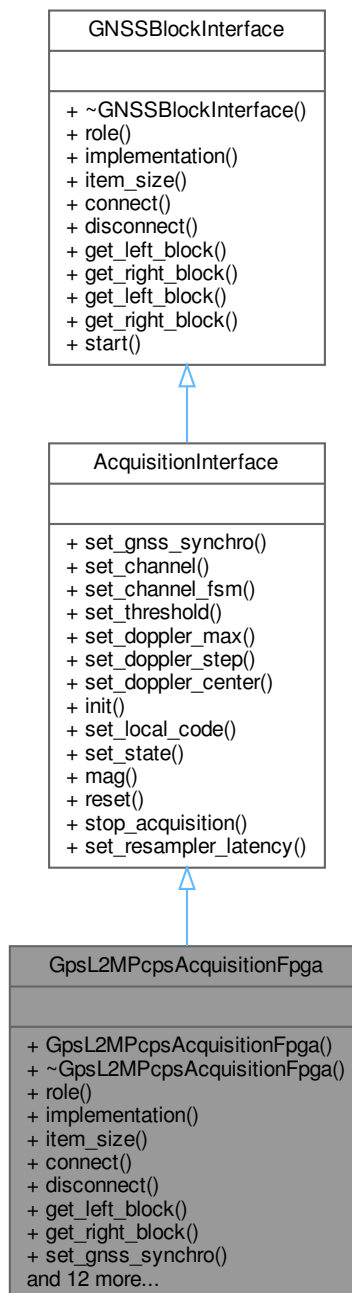 GNSSBlockInterface
+ ~GNSSBlockInterface()
+ role()
+ implementation()
+ item_size()
+ connect()
+ disconnect()
+ get_left_block()
+ get_right_block()
+ get_left_block()
+ get_right_block()
+ start()
AcquisitionInterface
+ set_gnss_synchro()
+ set_channel()
+ set_channel_fsm()
+ set_threshold()
+ set_doppler_max()
+ set_doppler_step()
+ set_doppler_center()
+ init()
+ set_local_code()
+ set_state()
+ mag()
+ reset()
+ stop_acquisition()
+ set_resampler_latency()
GpsL2MPcpsAcquisitionFpga
+ GpsL2MPcpsAcquisitionFpga()
+ ~GpsL2MPcpsAcquisitionFpga()
+ role()
+ implementation()
+ item_size()
+ connect()
+ disconnect()
+ get_left_block()
+ get_right_block()
+ set_gnss_synchro()
and 12 more...